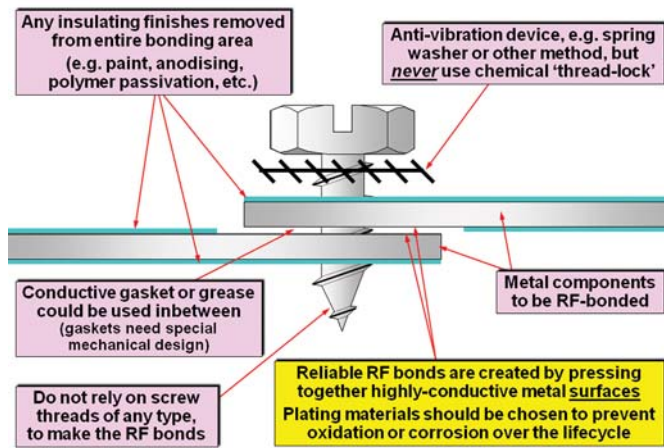 Any insulating finishes removed
from entire bonding area
(e.g. paint, anodising,
polymer passivation, etc.)
Anti-vibration device, e.g. spring
washer or other method, but
never use chemical ‘thread-lock’
Conductive gasket or grease
could be used inbetween
(gaskets need special
mechanical design)
Metal components
to be RF-bonded
Do not rely on screw
threads of any type,
to make the RF bonds
Reliable RF bonds are created by pressing
together highly-conductive metal surfaces
Plating materials should be chosen to prevent
oxidation or corrosion over the lifecycle